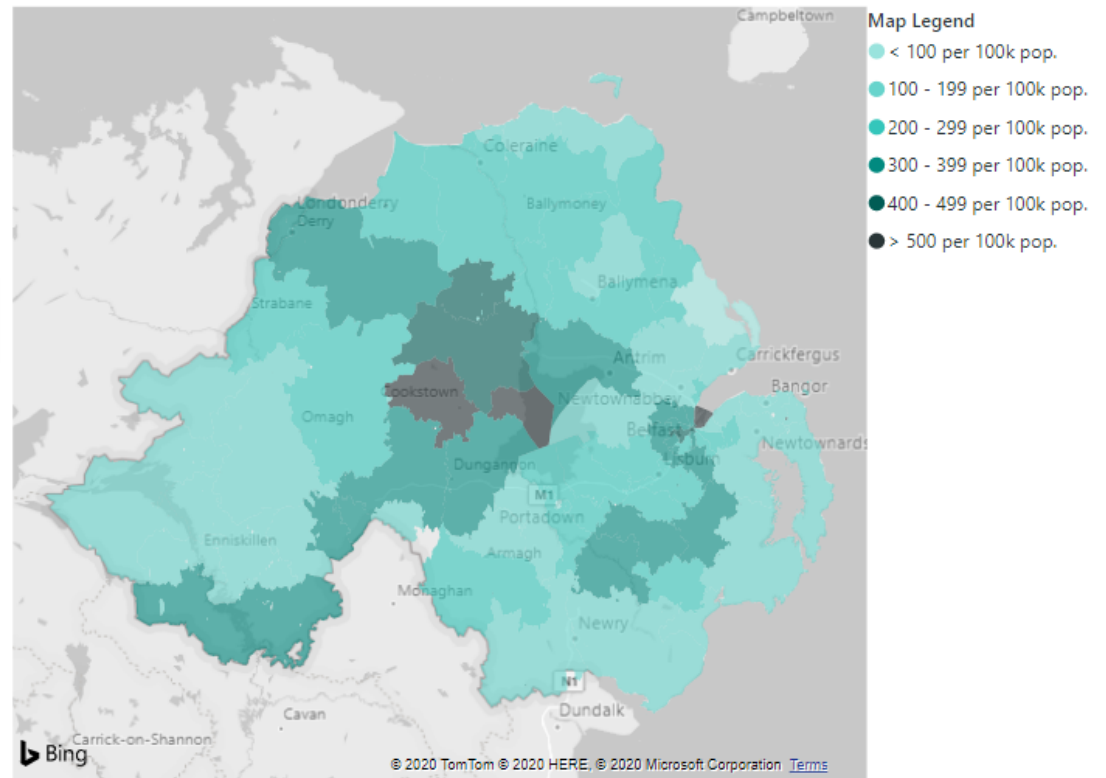 Campbeltown
Map Legend
< 100 per 100k pop.
100 - 199 per 100k pop.
200 - 299 per 100k pop.
300 - 399 per 100k pop.
400 - 499 per 100k pop.
> 500 per 100k pop.
Coleraine
Londonderry
Derry
Ballymoney
Ballymena
Strabane
Antrim
Carrickfergus
Bangor
Cookstown
Newtownabbey
Omagh
Belfast
Newtownards
Lisburn
Dungannon
M1
Portadown
Enniskillen
Armagh
Monaghan
Newry
N1
Dundalk
Cavan
Carrick-on-Shannon
Bing
© 2020 TomTom © 2020 HERE, © 2020 Microsoft Corporation Terms